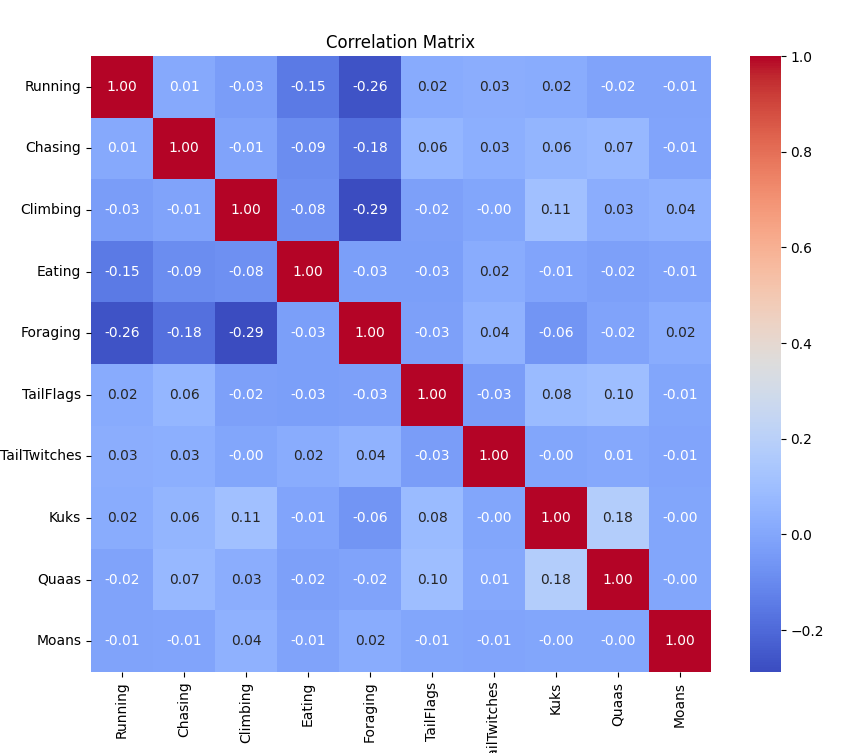 Correlation Matrix
Running 1.00 0.01 -0.03 -0.15 -0.26 0.02 0.03 0.02 -0.02 -0.01
Chasing 0.01 1.00 -0.01 -0.09 -0.18 0.06 0.03 0.06 0.07 -0.01
Climbing -0.03 -0.01 1.00 -0.08 -0.29 -0.02 -0.00 0.11 0.03 0.04
Eating -0.15 -0.09 -0.08 1.00 -0.03 -0.03 0.02 -0.01 -0.02 -0.01
Foraging -0.26 -0.18 -0.29 -0.03 1.00 -0.03 0.04 -0.06 -0.02 0.02
TailFlags 0.02 0.06 -0.02 -0.03 -0.03 1.00 -0.03 0.08 0.10 -0.01
TailTwitches 0.03 0.03 -0.00 0.02 0.04 -0.03 1.00 -0.00 0.01 -0.01
Kuks 0.02 0.06 0.11 -0.01 -0.06 0.08 -0.00 1.00 0.18 -0.00
Quaas -0.02 0.07 0.03 -0.02 -0.02 0.10 0.01 0.18 1.00 -0.00
Moans -0.01 -0.01 0.04 -0.01 0.02 -0.01 -0.01 -0.00 -0.00 1.00
Running
Chasing
Climbing
Eating
Foraging
TailFlags
ailTwitches
Kuks
Quaas
Moans
1.0
0.8
0.6
0.4
0.2
0.0
−0.2